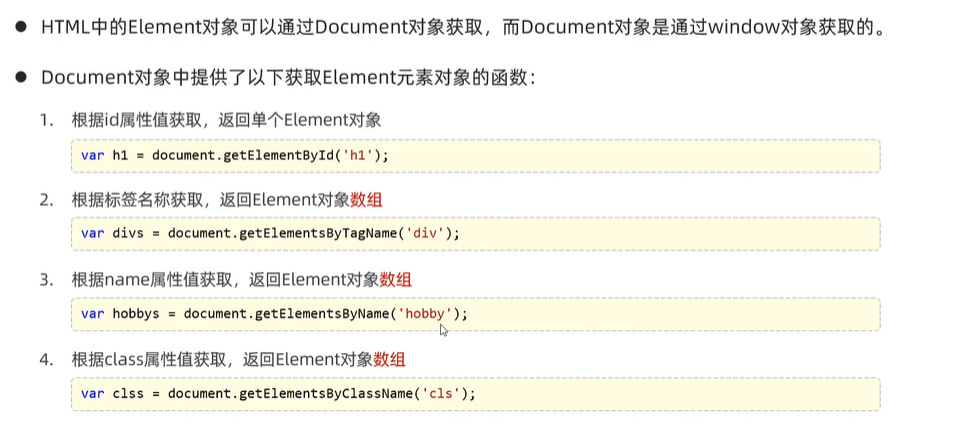 ● HTML中的Element对象可以通过Document对象获取，而Document对象是通过window对象获取的。
● Document对象中提供了以下获取Element元素对象的函数：
1. 根据id属性值获取，返回单个Element对象
var h1 = document.getElementById('h1');
2. 根据标签名称获取，返回Element对象数组
var divs = document.getElementsByTagName('div');
3. 根据name属性值获取，返回Element对象数组
var hobbys = document.getElementsByName('hobby');
4. 根据class属性值获取，返回Element对象数组
var clss = document.getElementsByClassName('cls');